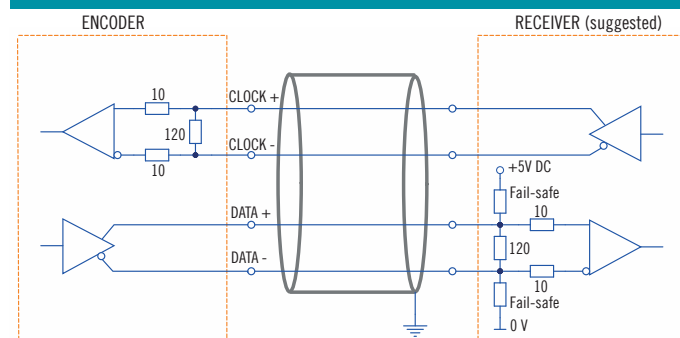 ENCODER
RECEIVER (suggested)
10
CLOCK +
120
CLOCK -
10
+5V DC
Fail-safe
DATA +
10
120
DATA -
10
Fail-safe
0 V